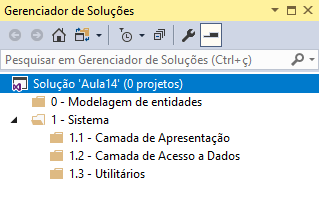 Gerenciador de Soluções
Pesquisar em Gerenciador de Soluções (Ctrl+ç)
Solução 'Aula14' (0 projetos)
0 - Modelagem de entidades
1 - Sistema
1.1 - Camada de Apresentação
1.2 - Camada de Acesso a Dados
1.3 - Utilitários